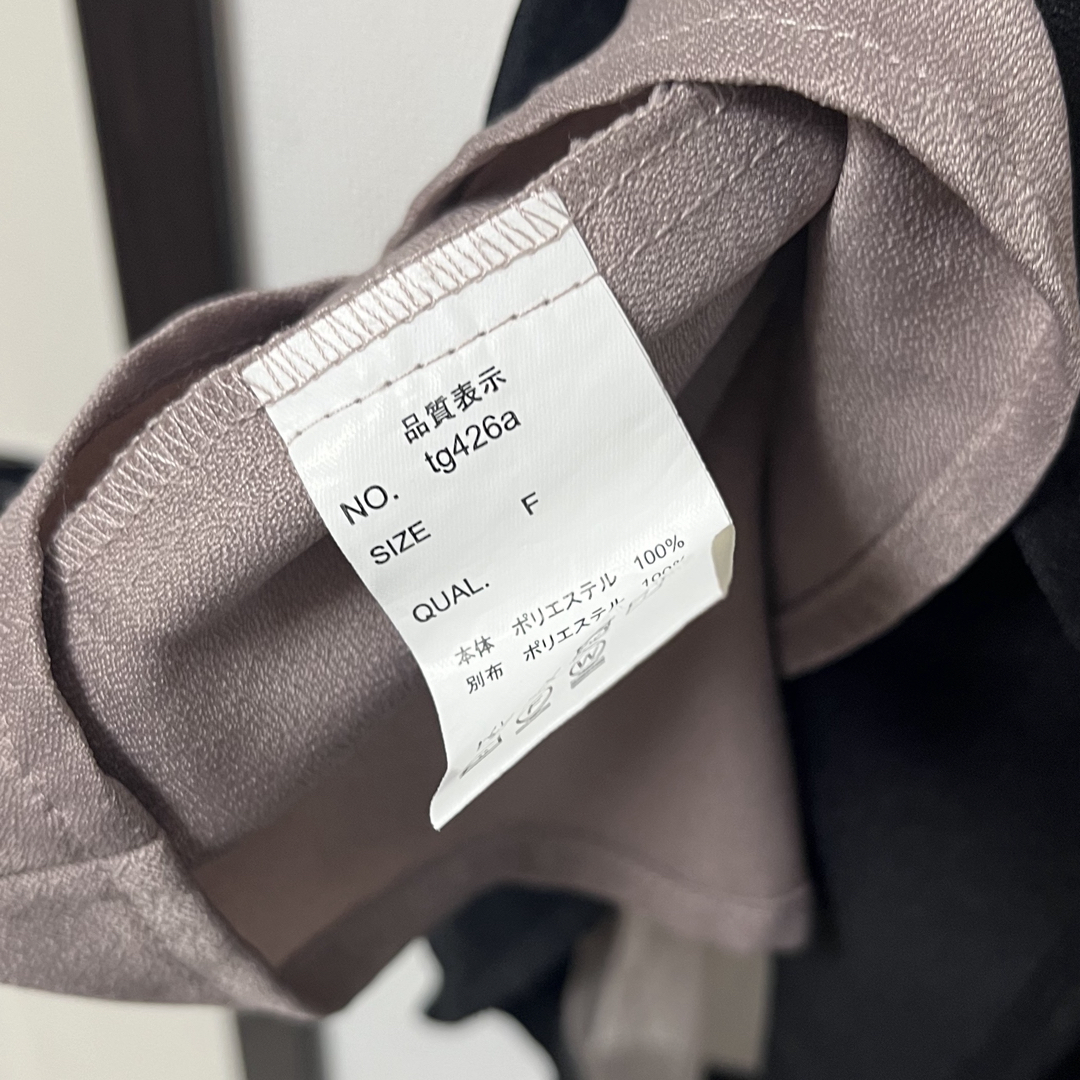 品質表示
NO. tg426a
SIZE F
QUAL.
本体 ポリエステル 100%
別布 ポリエステル 100%